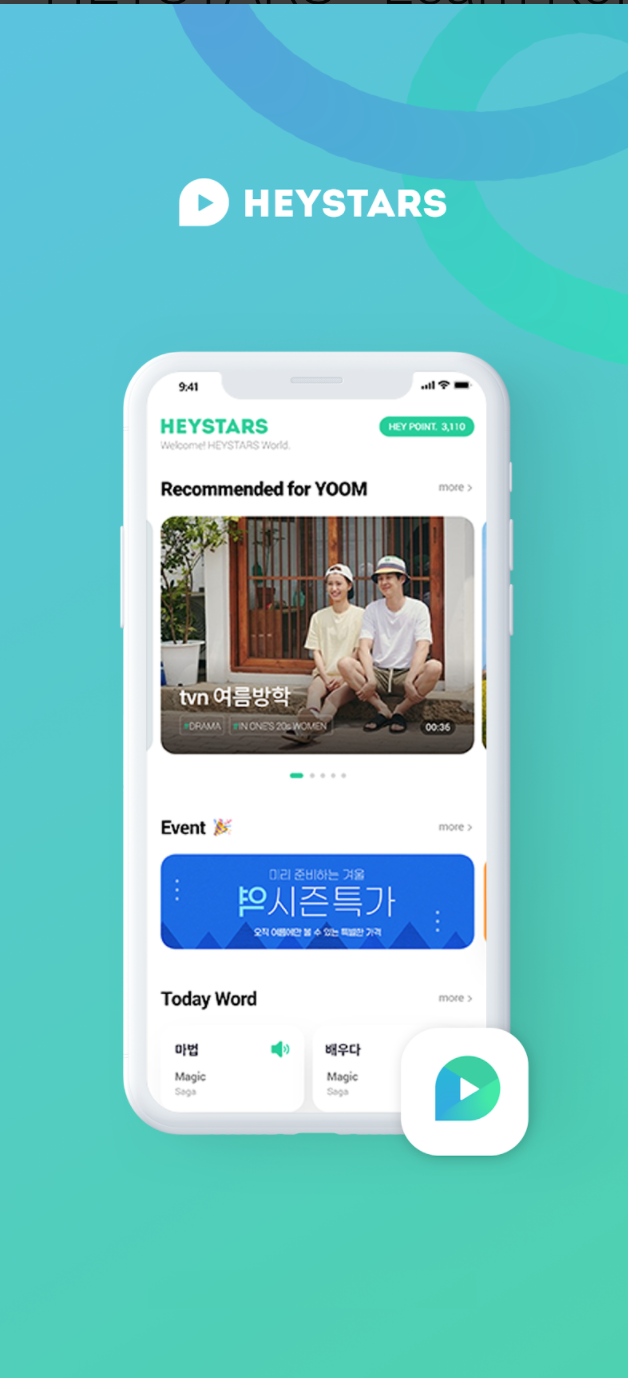 HEYSTARS
9:41
HEYSTARS
HEY POINT. 3,110
Welcome! HEYSTARS World.
Recommended for YOOM
more >
tvn 여름방학
#DRAMA #IN ONE'S 20s WOMEN
00:36
Event 🎉
more >
미리 준비하는 겨울
역시즌특가
오직 여름에만 볼 수 있는 특별한 가격
Today Word
more >
마법
배우다
Magic
Magic
Saga
Saga